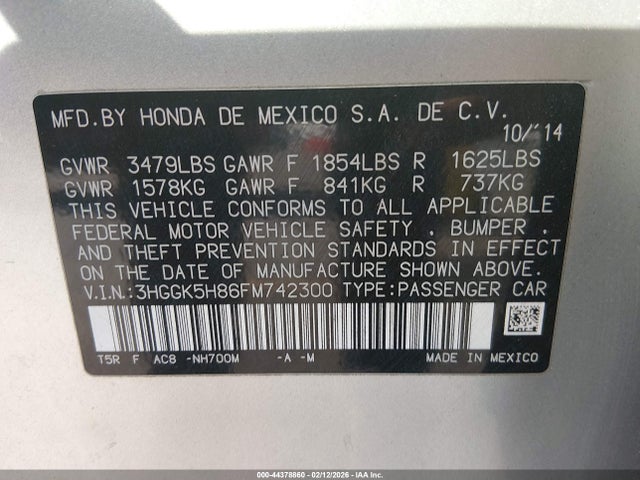 MFD.BY HONDA DE MEXICO S.A. DE C.V.
10/'14
GVWR 3479LBS GAWR F 1854LBS R 1625LBS
GVWR 1578KG GAWR F 841KG R 737KG
THIS VEHICLE CONFORMS TO ALL APPLICABLE
FEDERAL MOTOR VEHICLE SAFETY , BUMPER ,
AND THEFT PREVENTION STANDARDS IN EFFECT
ON THE DATE OF MANUFACTURE SHOWN ABOVE.
V.I.N.:3HGGK5H86FM742300 TYPE:PASSENGER CAR
T5R F AC8 -NH700M -A -M MADE IN MEXICO
000-44378860 - 02/12/2026 - IAAI.COM